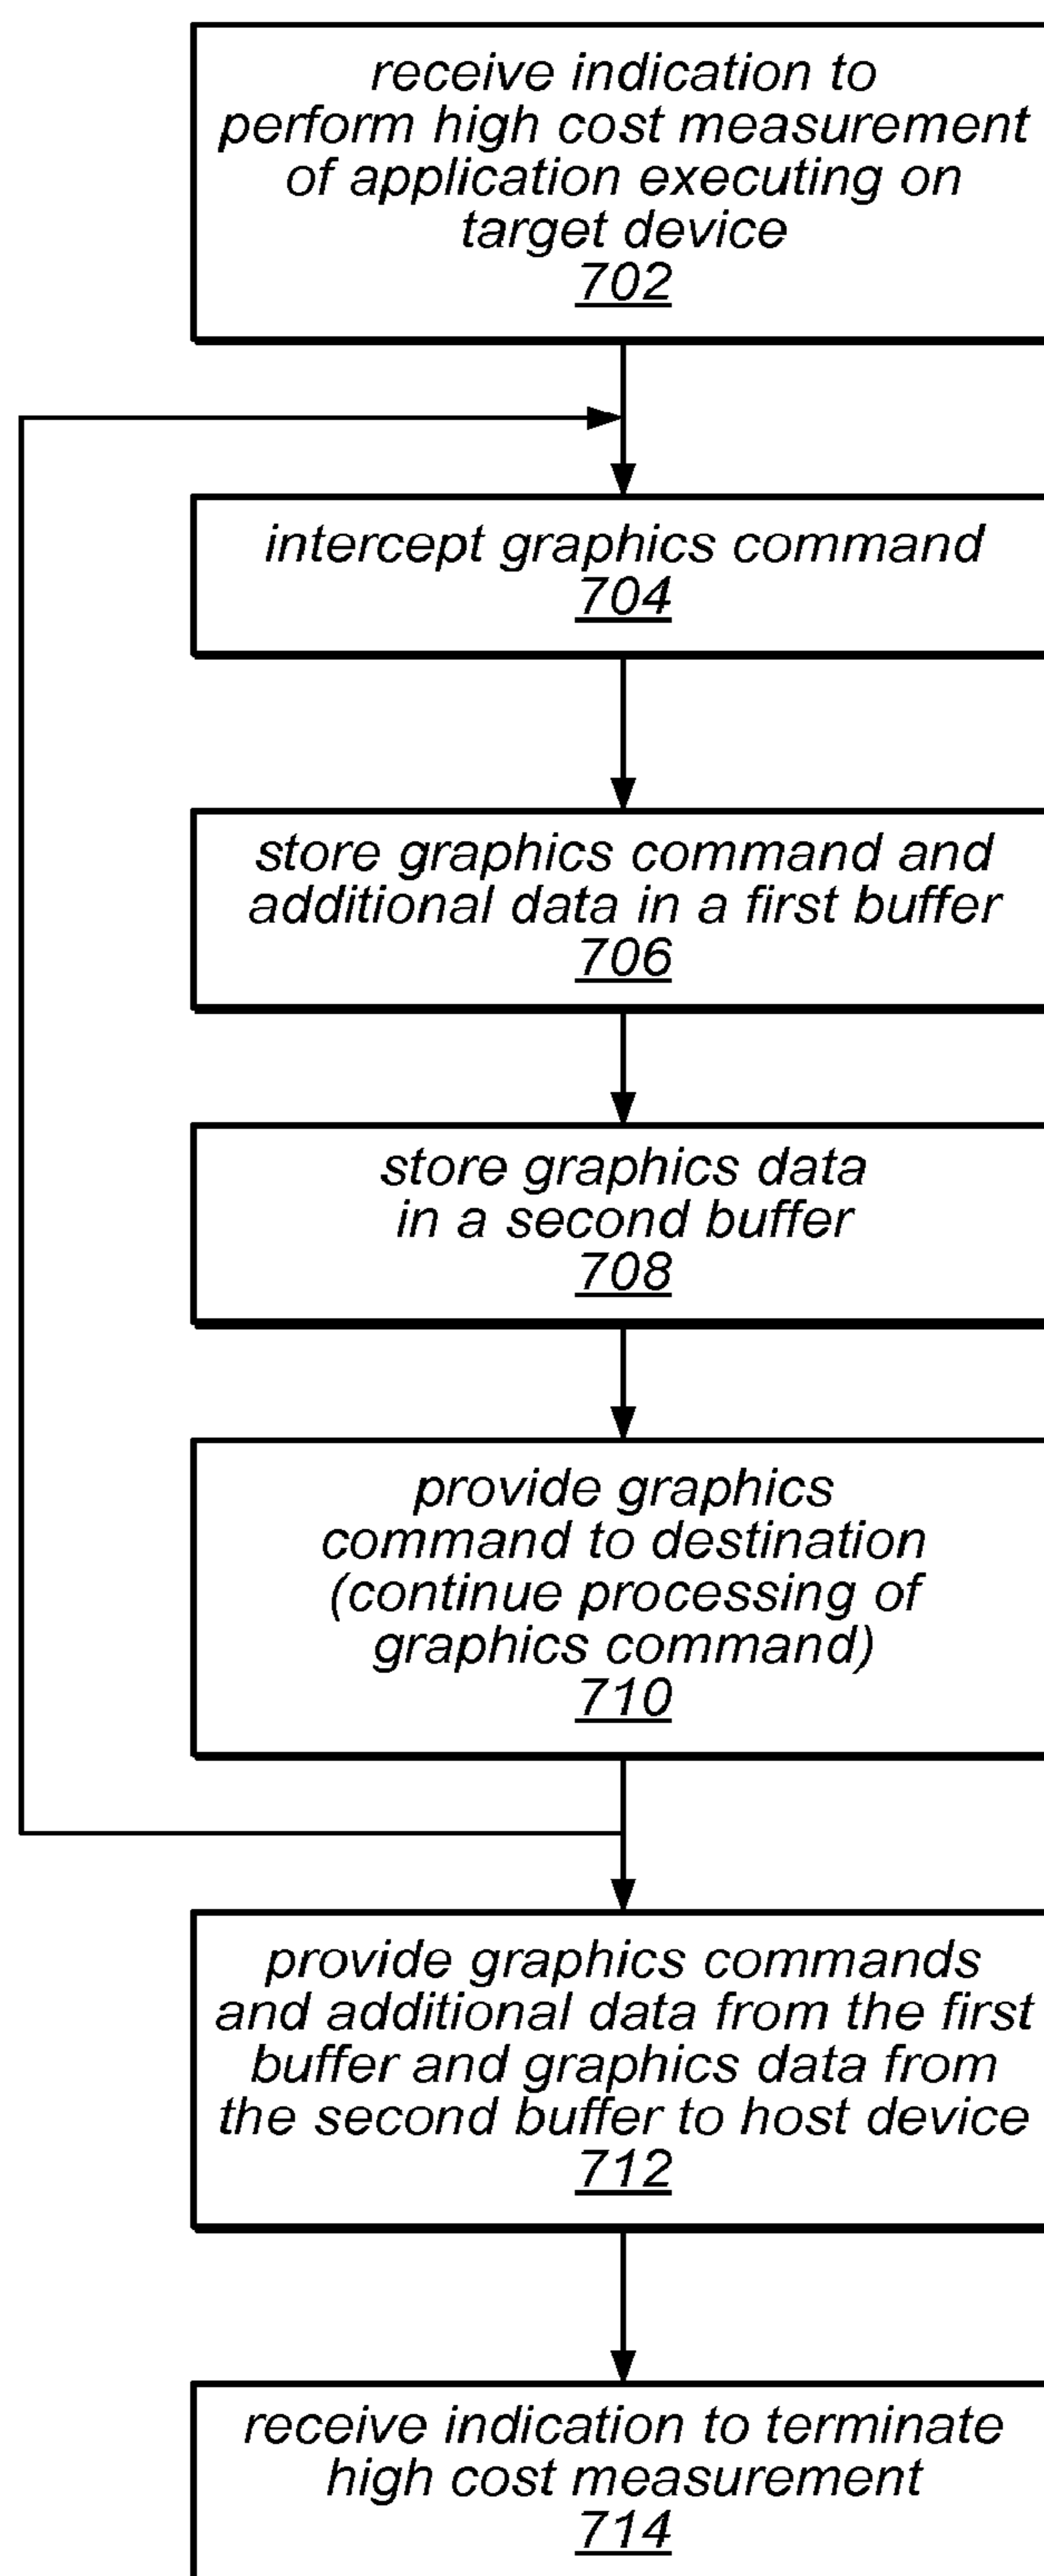 receive indication to
perform high cost measurement
of application executing on
target device
702
intercept graphics command
704
store graphics command and
additional data in a first buffer
706
store graphics data
in a second buffer
708
provide graphics
command to destination
(continue processing of
graphics command)
710
provide graphics commands
and additional data from the first
buffer and graphics data from
the second buffer to host device
712
receive indication to terminate
high cost measurement
714